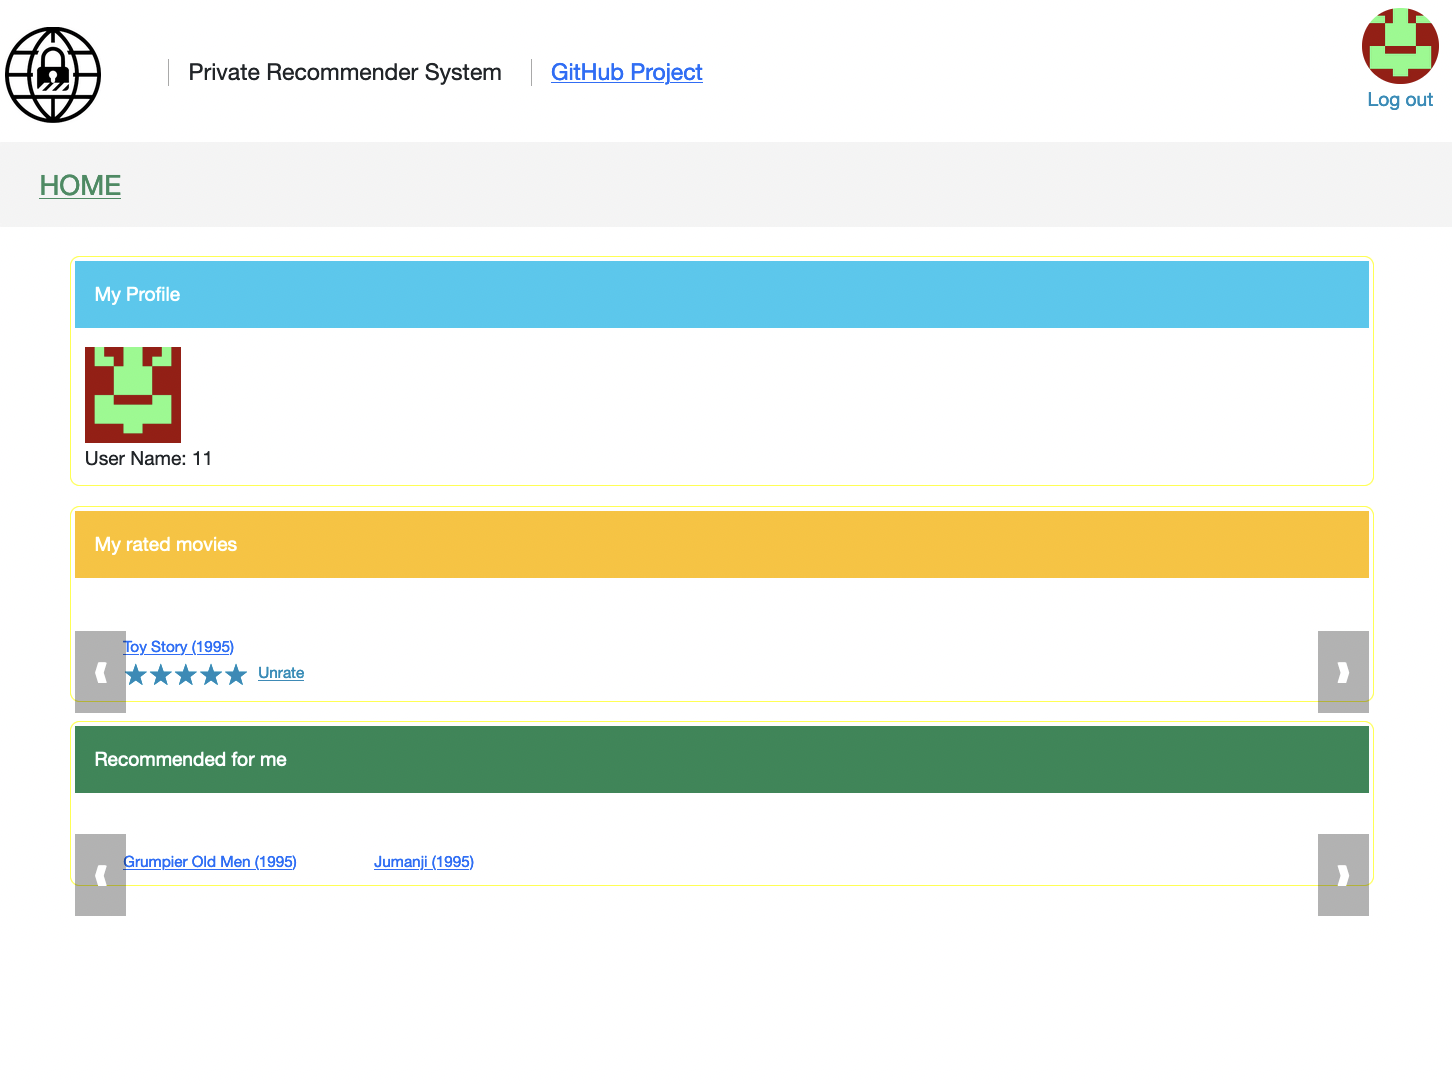 Private Recommender System
GitHub Project
Log out
HOME
My Profile
User Name: 11
My rated movies
Toy Story (1995)
Unrate
Recommended for me
Grumpier Old Men (1995)
Jumanji (1995)